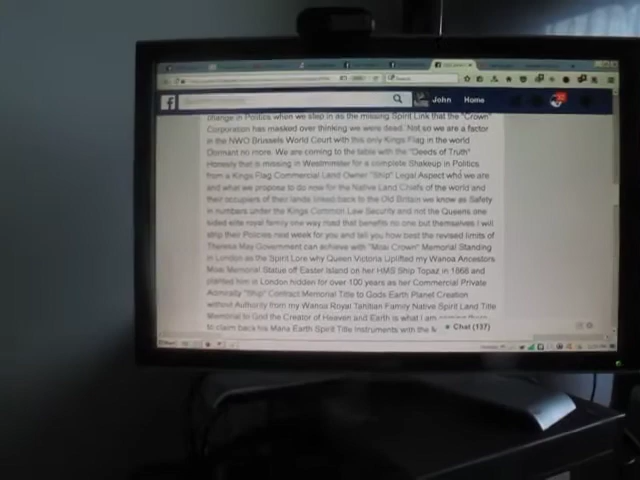 f
John Home
change in Politics when we step in as the missing Spirit Link that the "Crown"
Corporation has masked over thinking we were dead. Not so we are a factor
in the NWO Brussels World Court with this only Kings Flag in the world
Dormant no more. We are coming to the table with the "Deeds of Truth"
Honesty that is missing in Westminster for a complete Shakeup in Politics
from a Kings Flag Commercial Land Owner "Ship" Legal Aspect who we are
and what we propose to do now for the Native Land Chiefs of the world and
their occupiers of their lands linked back to the Old Britain we know as Safety
in numbers under the Kings Common Law Security and not the Queens one
sided elite royal family one way road that benefits no one but themselves I will
ship their Policies next week for you and tell you how best the revised limits of
Theresa May Government can achieve with "Moai Crown" Memorial Standing
in London as the Spirit Lore why Queen Victoria Uplifted my Wanoa Ancestors
Moai Memorial Statue off Easter Island on her HMS Ship Topaz in 1868 and
planted him in London hidden for over 100 years as her Commercial Private
Admiralty "Ship" Contract Memorial Title to Gods Earth Planet Creation
without Authority from my Wanoa Royal Tahitian Family Native Spirit Land Title
Memorial to God the Creator of Heaven and Earth is what I am
to claim back his Mana Earth Spirit Title Instruments with the
Chat (137)